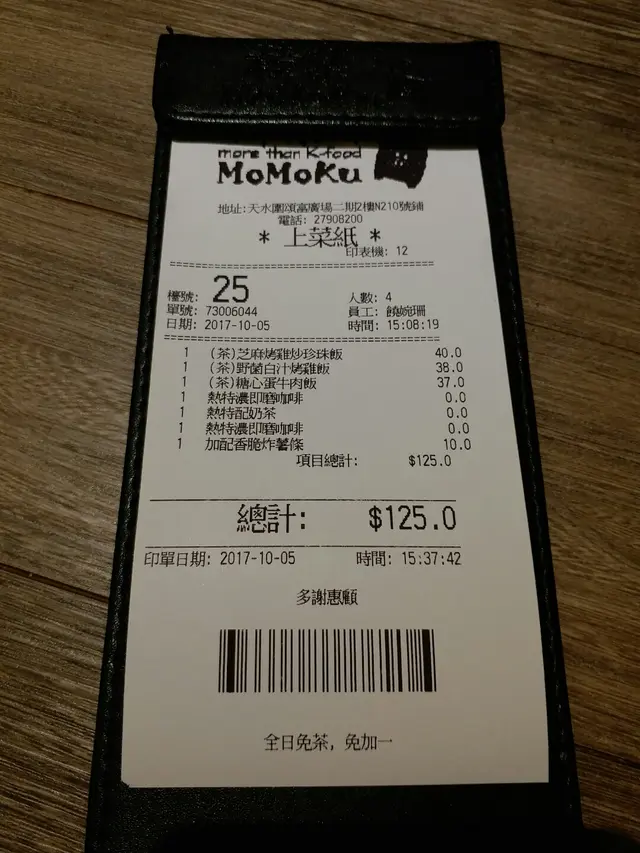 more than K-food
MoMoKu
地址:天水圍頌富廣場二期2樓N210號鋪
電話: 27908200
* 上菜紙 *
印表機: 12
檯號: 25 人數: 4
單號: 73006044 員工: 饒婉珊
日期: 2017-10-05 時間: 15:08:19
1 (茶)芝麻烤雞炒珍珠飯 40.0
1 (茶)野菌白汁烤雞飯 38.0
1 (茶)糖心蛋牛肉飯 37.0
1 熱特濃即磨咖啡 0.0
1 熱特配奶茶 0.0
1 熱特濃即磨咖啡 0.0
1 加配香脆炸薯條 10.0
項目總計: $125.0
總計: $125.0
印單日期: 2017-10-05 時間: 15:37:42
多謝惠顧
全日免茶, 免加一